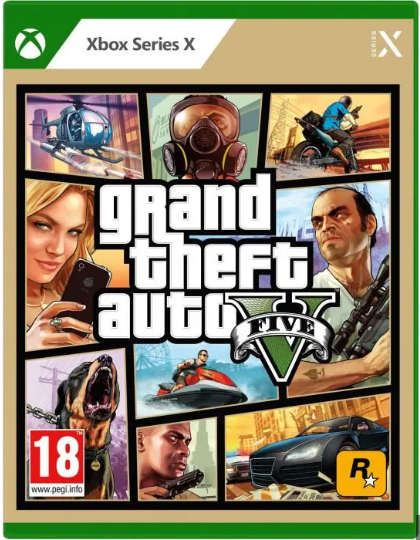 Xbox Series X
SERIES X
grand
theft
auto V
FIVE
18
www.pegi.info
R